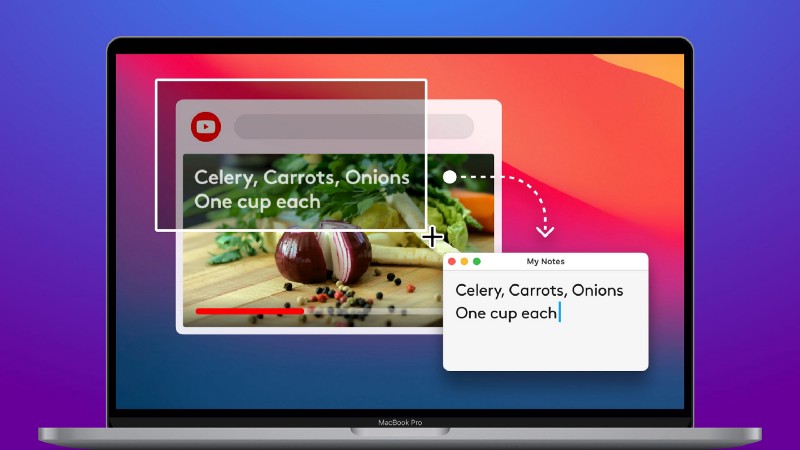 Celery, Carrots, Onions
One cup each
My Notes
Celery, Carrots, Onions
One cup each
MacBook Pro